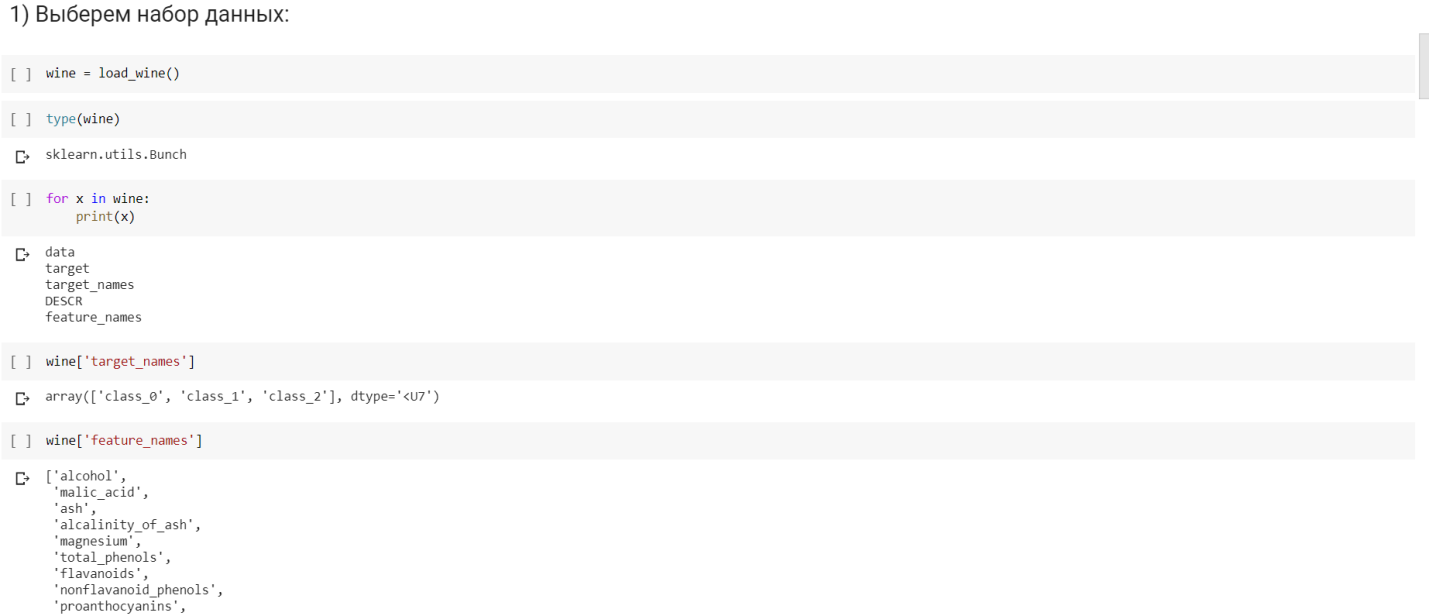 1) Выберем набор данных:
[ ] wine = load_wine()
[ ] type(wine)
sklearn.utils.Bunch
[ ] for x in wine:
print(x)
data
target
target_names
DESCR
feature_names
[ ] wine['target_names']
array(['class_0', 'class_1', 'class_2'], dtype='<U7')
[ ] wine['feature_names']
['alcohol',
'malic_acid',
'ash',
'alcalinity_of_ash',
'magnesium',
'total_phenols',
'flavanoids',
'nonflavanoid_phenols',
'proanthocyanins',